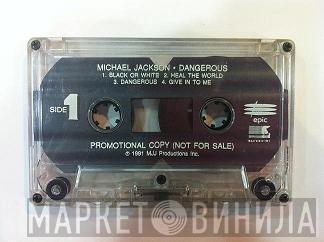 MICHAEL JACKSON • DANGEROUS
1. BLACK OR WHITE 2. HEAL THE WORLD
3. DANGEROUS 4. GIVE IN TO ME
SIDE 1
epic
PROMOTIONAL COPY (NOT FOR SALE)
© 1991 MJJ Productions Inc.
МАРКЕТ ВИНИЛА